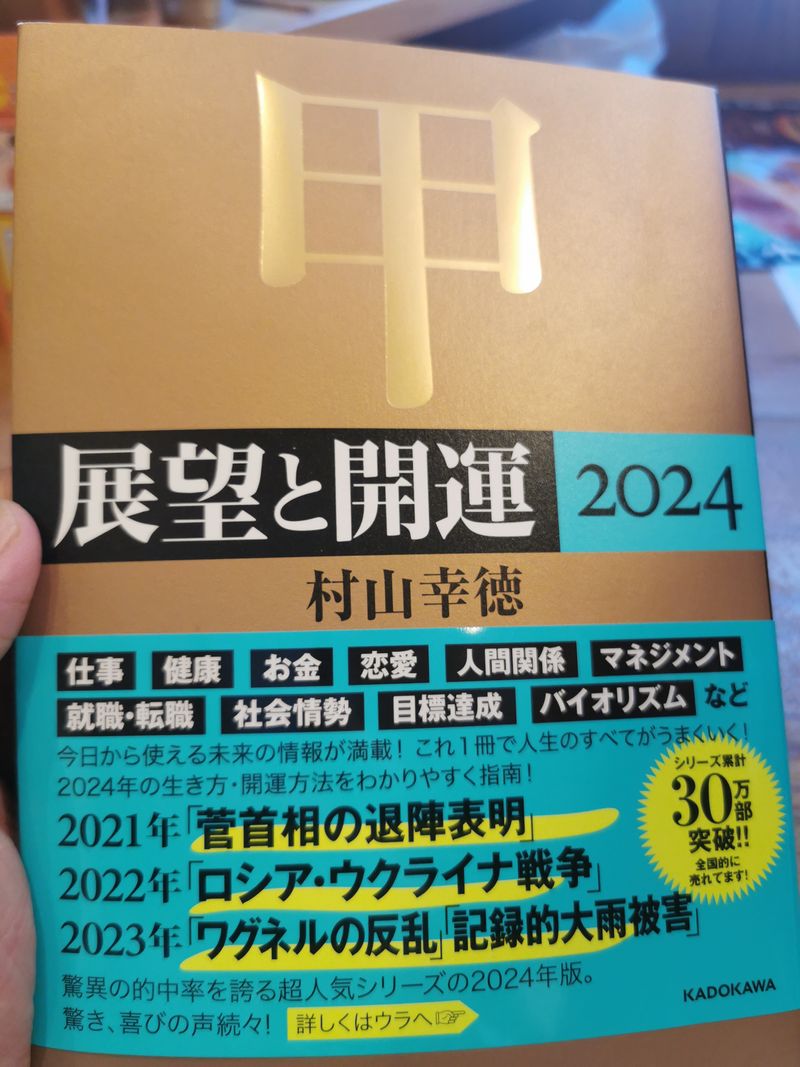 甲
展望と開運 2024
村山幸徳
仕事 健康 お金 恋愛 人間関係 マネジメント
就職・転職 社会情勢 目標達成 バイオリズム など
今日から使える未来の情報が満載！これ1冊で人生のすべてがうまくいく！
2024年の生き方・開運方法をわかりやすく指南！
シリーズ累計
30万部
突破!!
全国的に
売れてます！
2021年「菅首相の退陣表明」
2022年「ロシア・ウクライナ戦争」
2023年「ワグネルの反乱」「記録的大雨被害」
驚異の的中率を誇る超人気シリーズの2024年版。
驚き、喜びの声続々！ 詳しくはウラへ☞
KADOKAWA